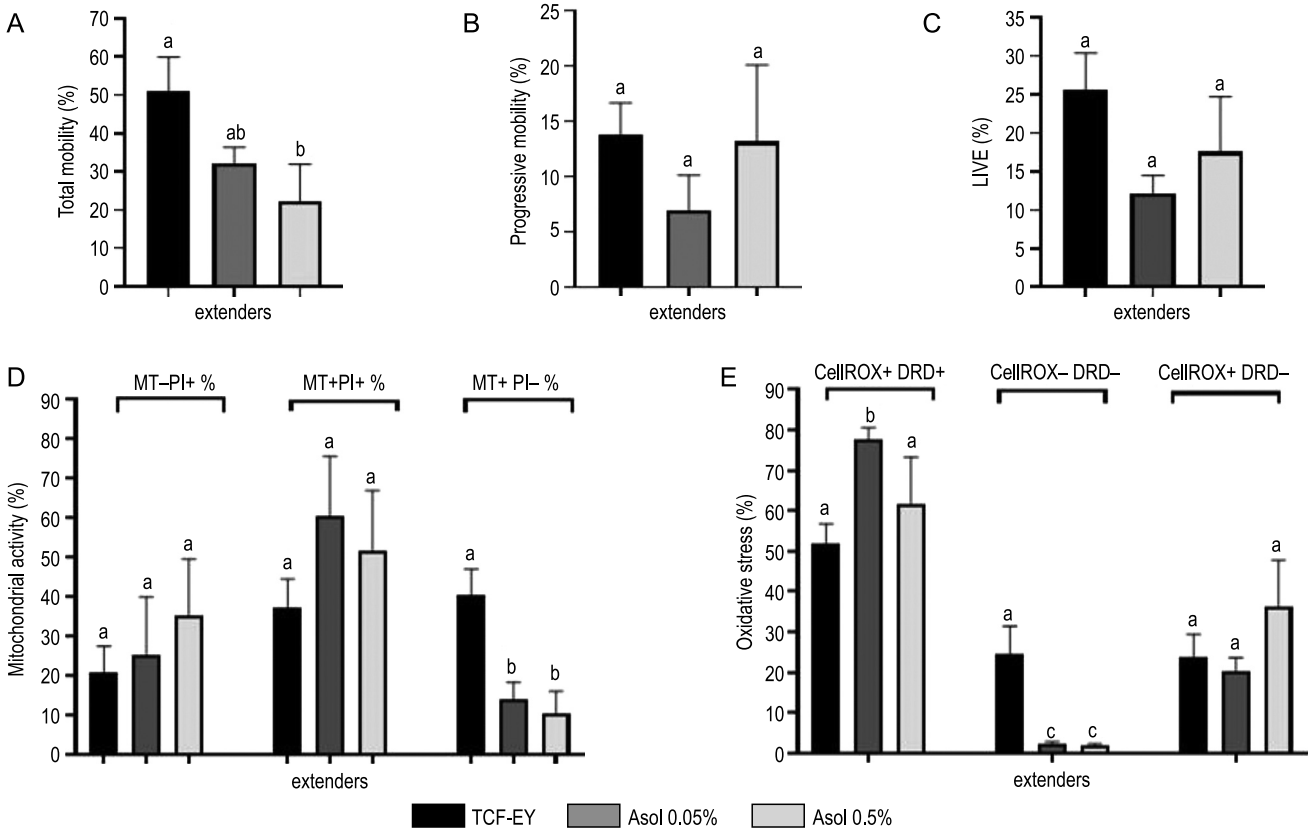 A
Total mobility (%)
70
60
50
40
30
20
10
0
a
ab
b
extenders
B
Progressive mobility (%)
25
20
15
10
5
0
a
a
a
extenders
C
LIVE (%)
35
30
25
20
15
10
5
0
a
a
a
extenders
D
Mitochondrial activity (%)
MT–PI+ %
MT+PI+ %
MT+ PI– %
90
80
70
60
50
40
30
20
10
0
a
a
a
a
a
a
a
b
b
extenders
E
Oxidative stress (%)
CellROX+ DRD+
CellROX– DRD–
CellROX+ DRD–
90
80
70
60
50
40
30
20
10
0
a
b
a
a
c
c
a
a
a
extenders
TCF-EY
Asol 0.05%
Asol 0.5%